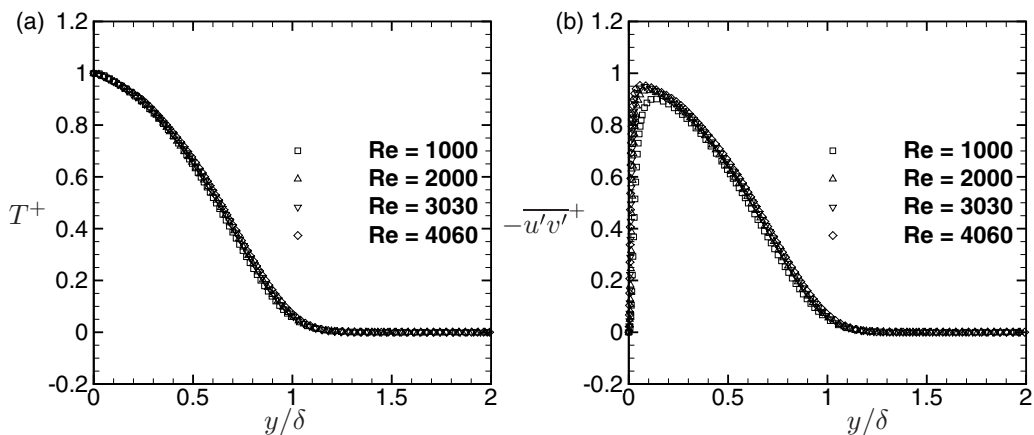 (a)
1.2
1
0.8
0.6
0.4
0.2
0
-0.2
T⁺
Re = 1000
Re = 2000
Re = 3030
Re = 4060
0 0.5 1 1.5 2
y/δ
(b)
1.2
1
0.8
0.6
0.4
0.2
0
-0.2
-u′v′⁺
Re = 1000
Re = 2000
Re = 3030
Re = 4060
0 0.5 1 1.5 2
y/δ